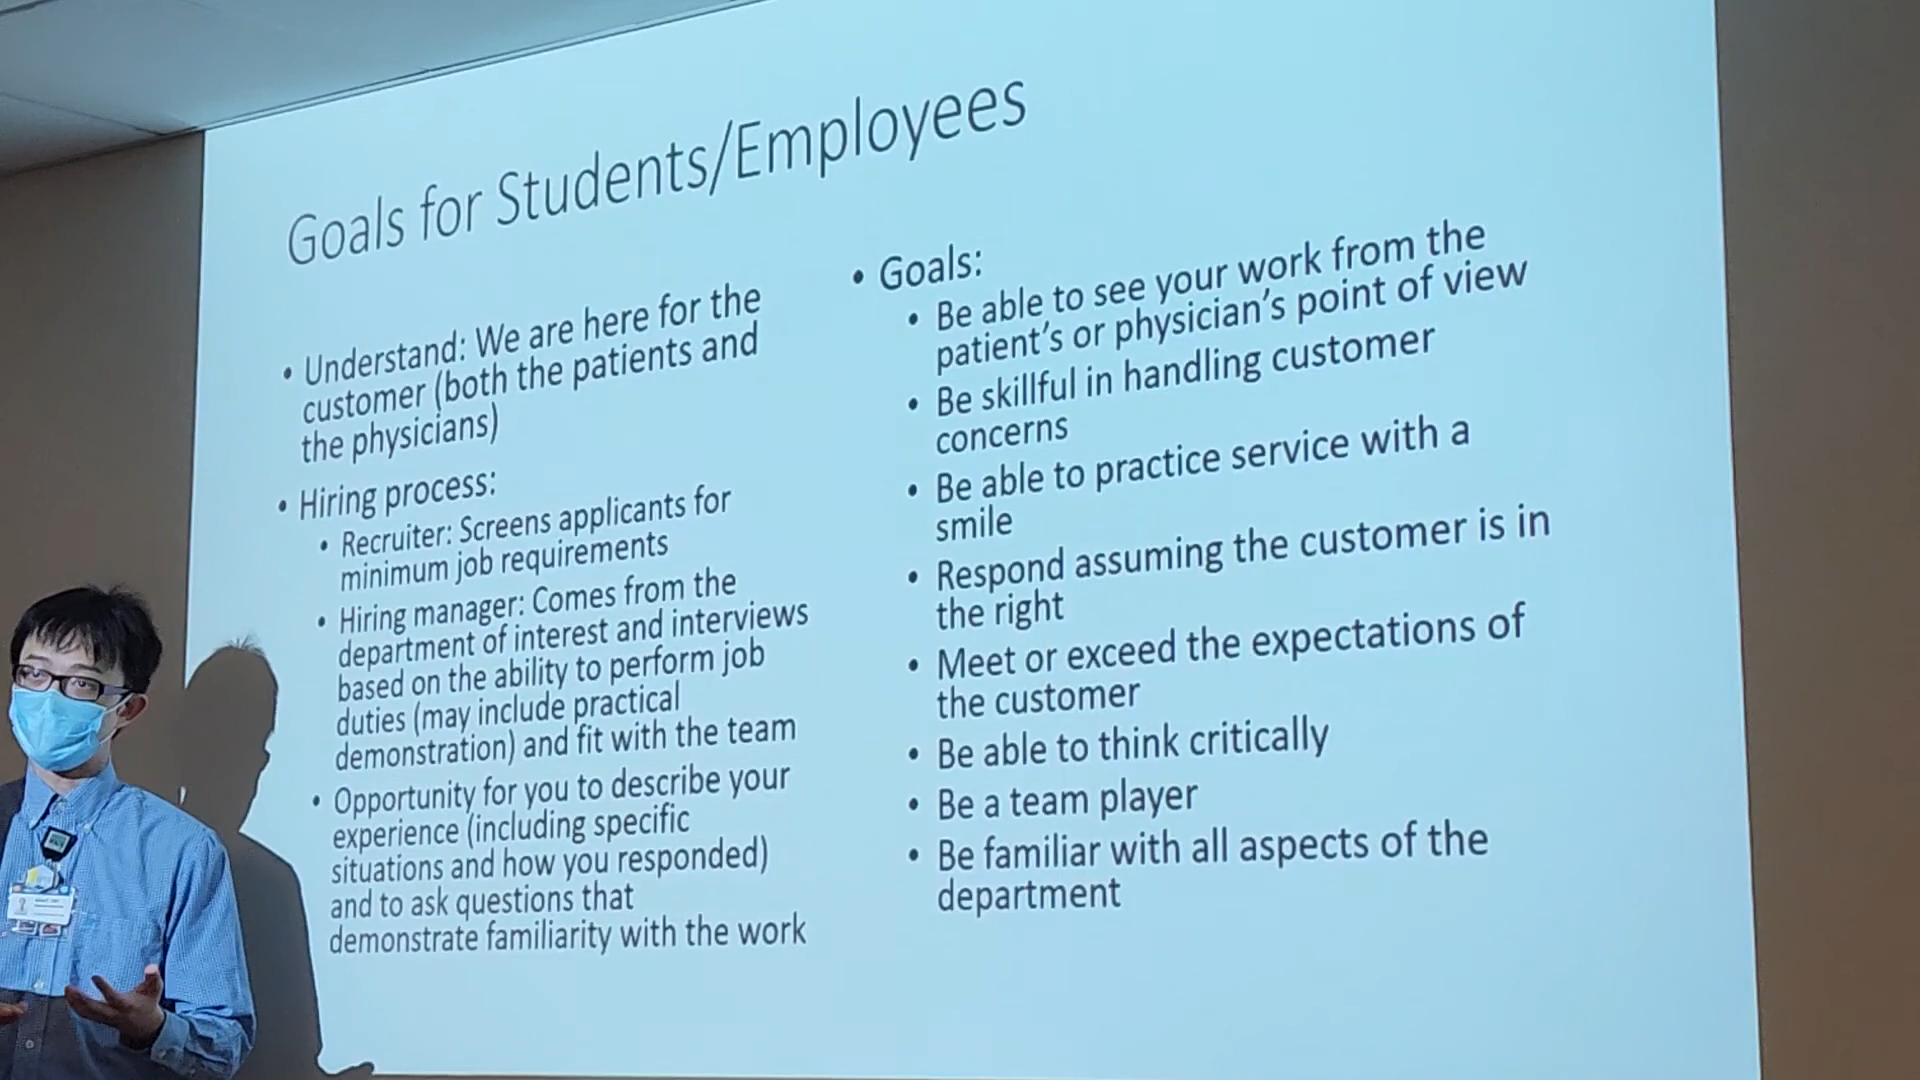 Goals for Students/Employees
• Understand: We are here for the
customer (both the patients and
the physicians)
• Hiring process:
• Recruiter: Screens applicants for
minimum job requirements
• Hiring manager: Comes from the
department of interest and interviews
based on the ability to perform job
duties (may include practical
demonstration) and fit with the team
• Opportunity for you to describe your
experience (including specific
situations and how you responded)
and to ask questions that
demonstrate familiarity with the work
• Goals:
• Be able to see your work from the
patient's or physician's point of view
• Be skillful in handling customer
concerns
• Be able to practice service with a
smile
• Respond assuming the customer is in
the right
• Meet or exceed the expectations of
the customer
• Be able to think critically
• Be a team player
• Be familiar with all aspects of the
department